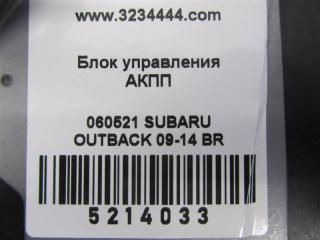 www.3234444.com
Блок управления
АКПП
060521 SUBARU
OUTBACK 09-14 BR
5214033